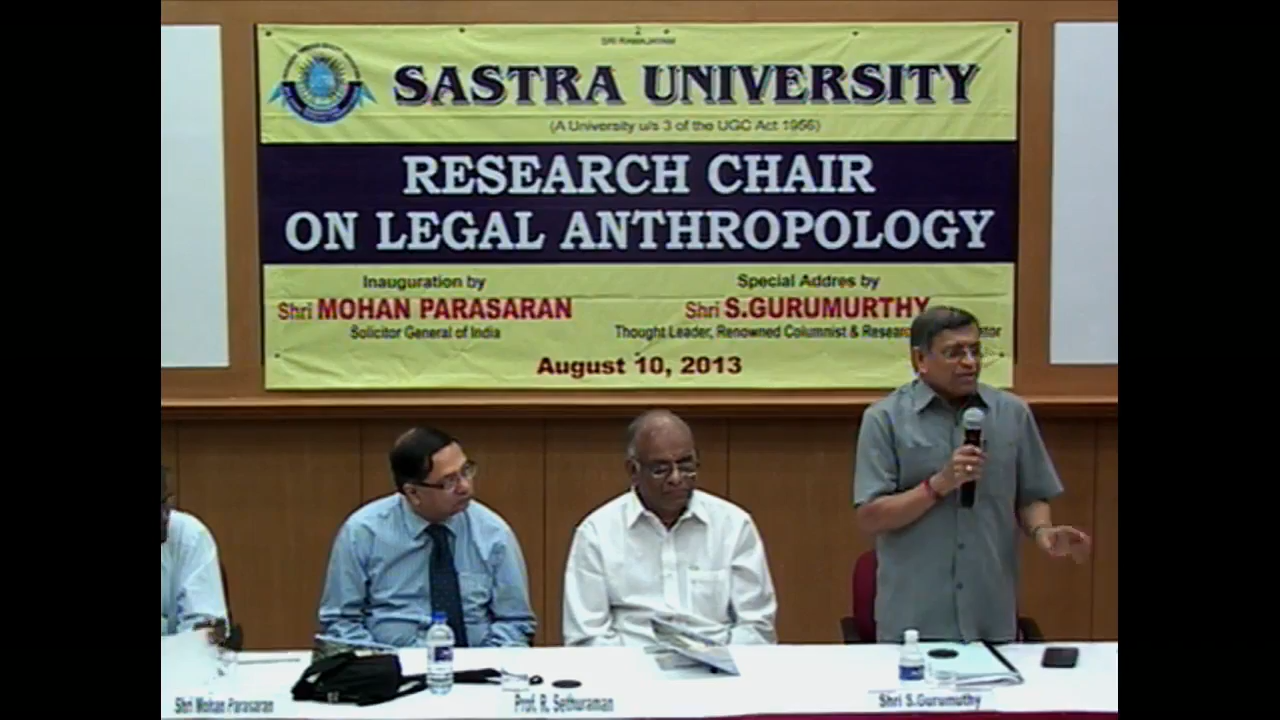 SASTRA UNIVERSITY
(A University u/s 3 of the UGC Act 1956)
RESEARCH CHAIR
ON LEGAL ANTHROPOLOGY
Inauguration by
Shri MOHAN PARASARAN
Solicitor General of India
Special Addres by
Shri S.GURUMURTHY
Thought Leader, Renowned Columnist &
August 10, 2013
Shri Mohan Parasaran
Prof. R. Sethuraman
Shri S.Gurumuthy